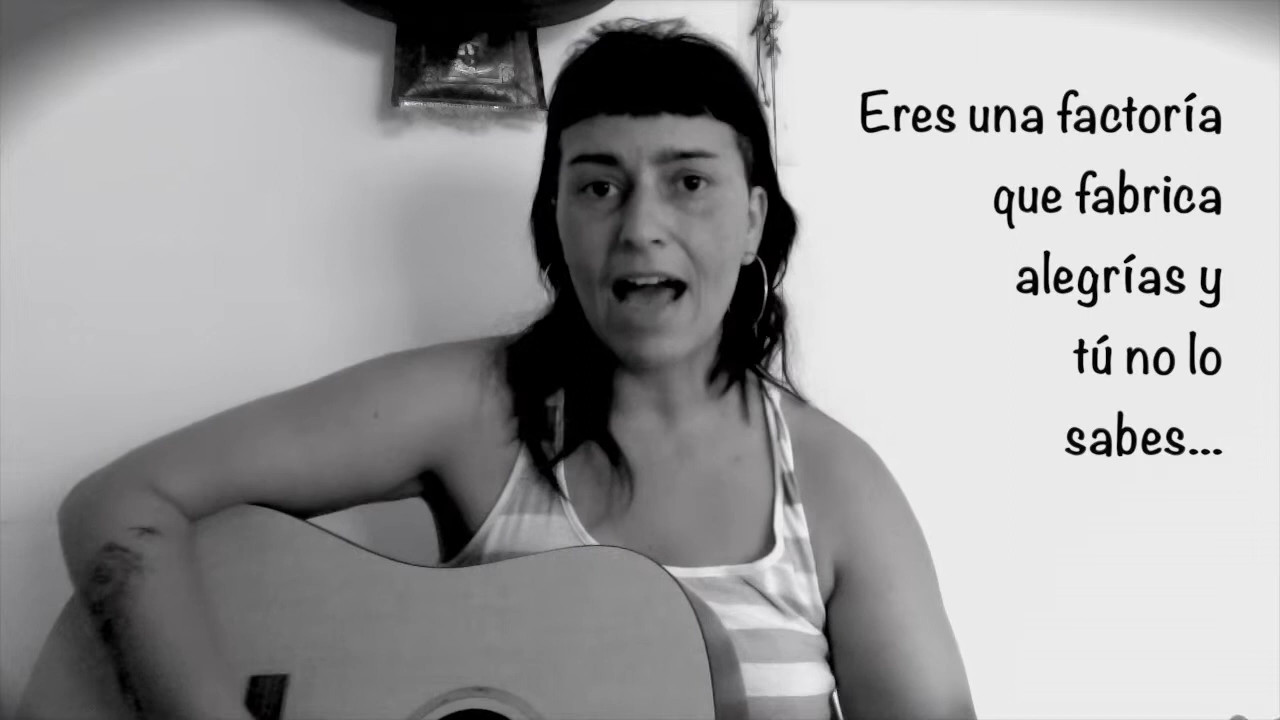 Eres una factoría
que fabrica
alegrías y
tú no lo
sabes...